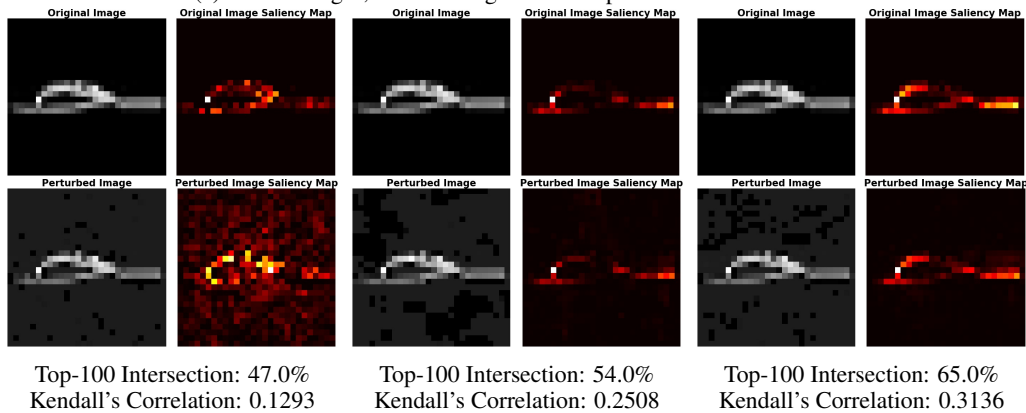 Original Image Original Image Saliency Map Original Image Original Image Saliency Map Original Image Original Image Saliency Map
Perturbed Image Perturbed Image Saliency Map Perturbed Image Perturbed Image Saliency Map Perturbed Image Perturbed Image Saliency Map
Top-100 Intersection: 47.0% Top-100 Intersection: 54.0% Top-100 Intersection: 65.0%
Kendall's Correlation: 0.1293 Kendall's Correlation: 0.2508 Kendall's Correlation: 0.3136